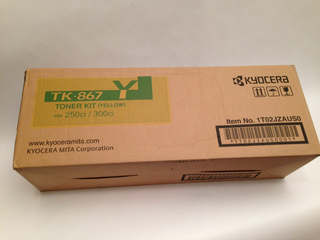 TK-867 Y
TONER KIT (YELLOW)
FOR 250ci / 300ci
www.kyoceramita.com
KYOCERA MITA Corporation
KYOCERA
Item No. 1T02JZAUS0